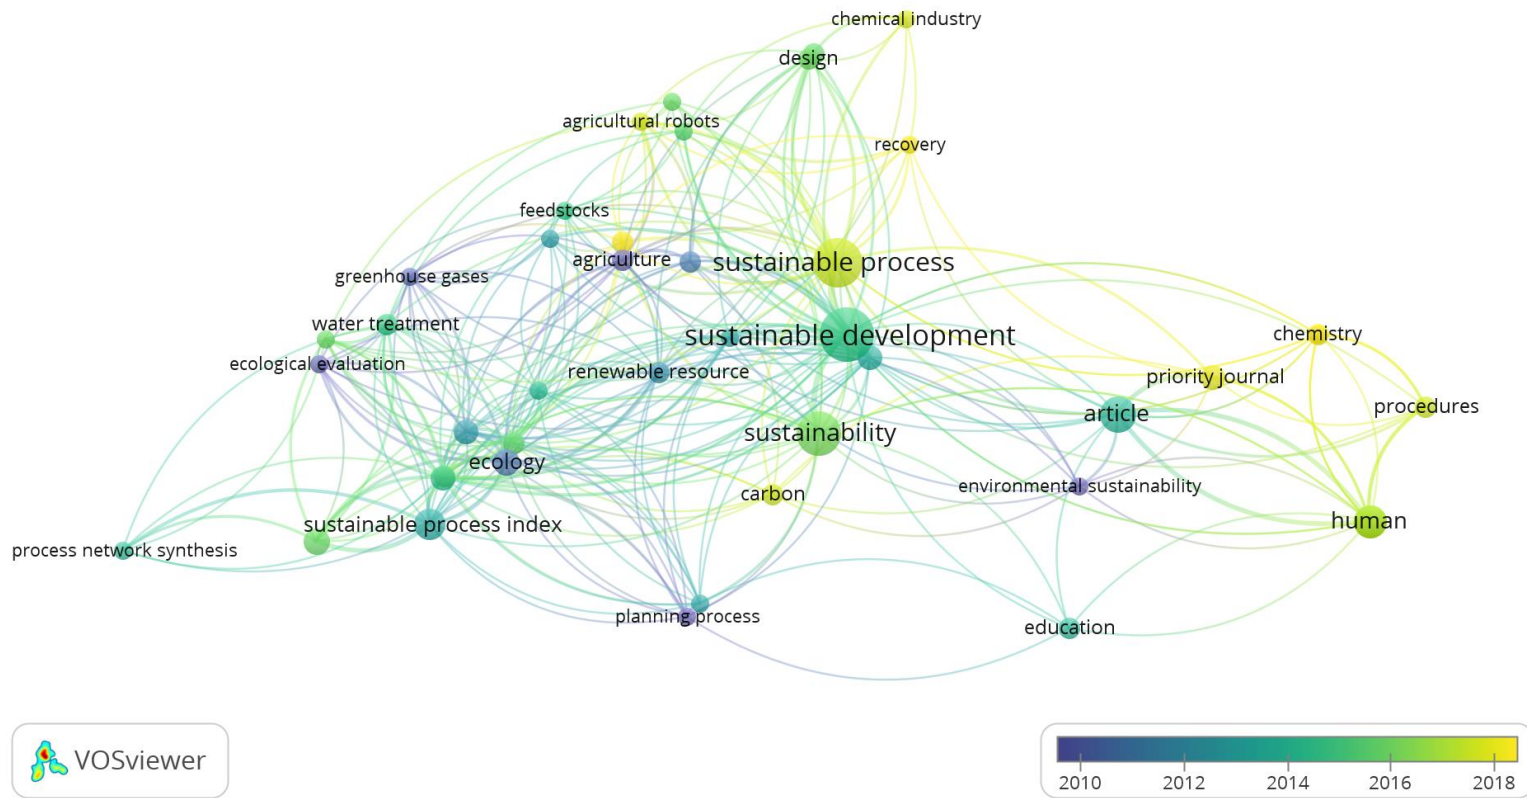 chemical industry
design
agricultural robots
recovery
feedstocks
agriculture
sustainable process
greenhouse gases
water treatment
sustainable development
chemistry
ecological evaluation
renewable resource
priority journal
procedures
article
sustainability
ecology
carbon
environmental sustainability
human
sustainable process index
process network synthesis
planning process
education
VOSviewer
2010 2012 2014 2016 2018